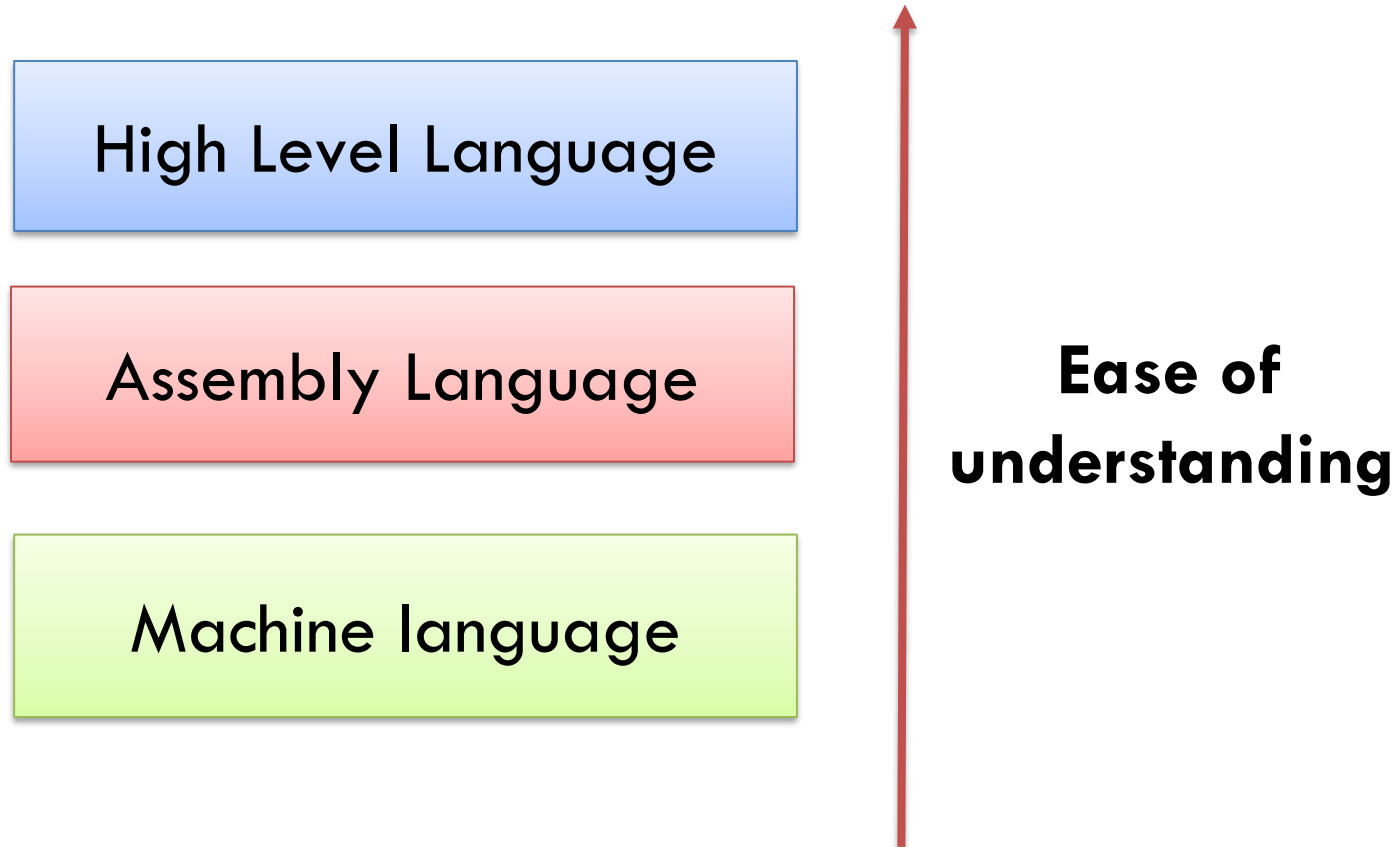 High Level Language
Assembly Language
Machine language
Ease of
understanding